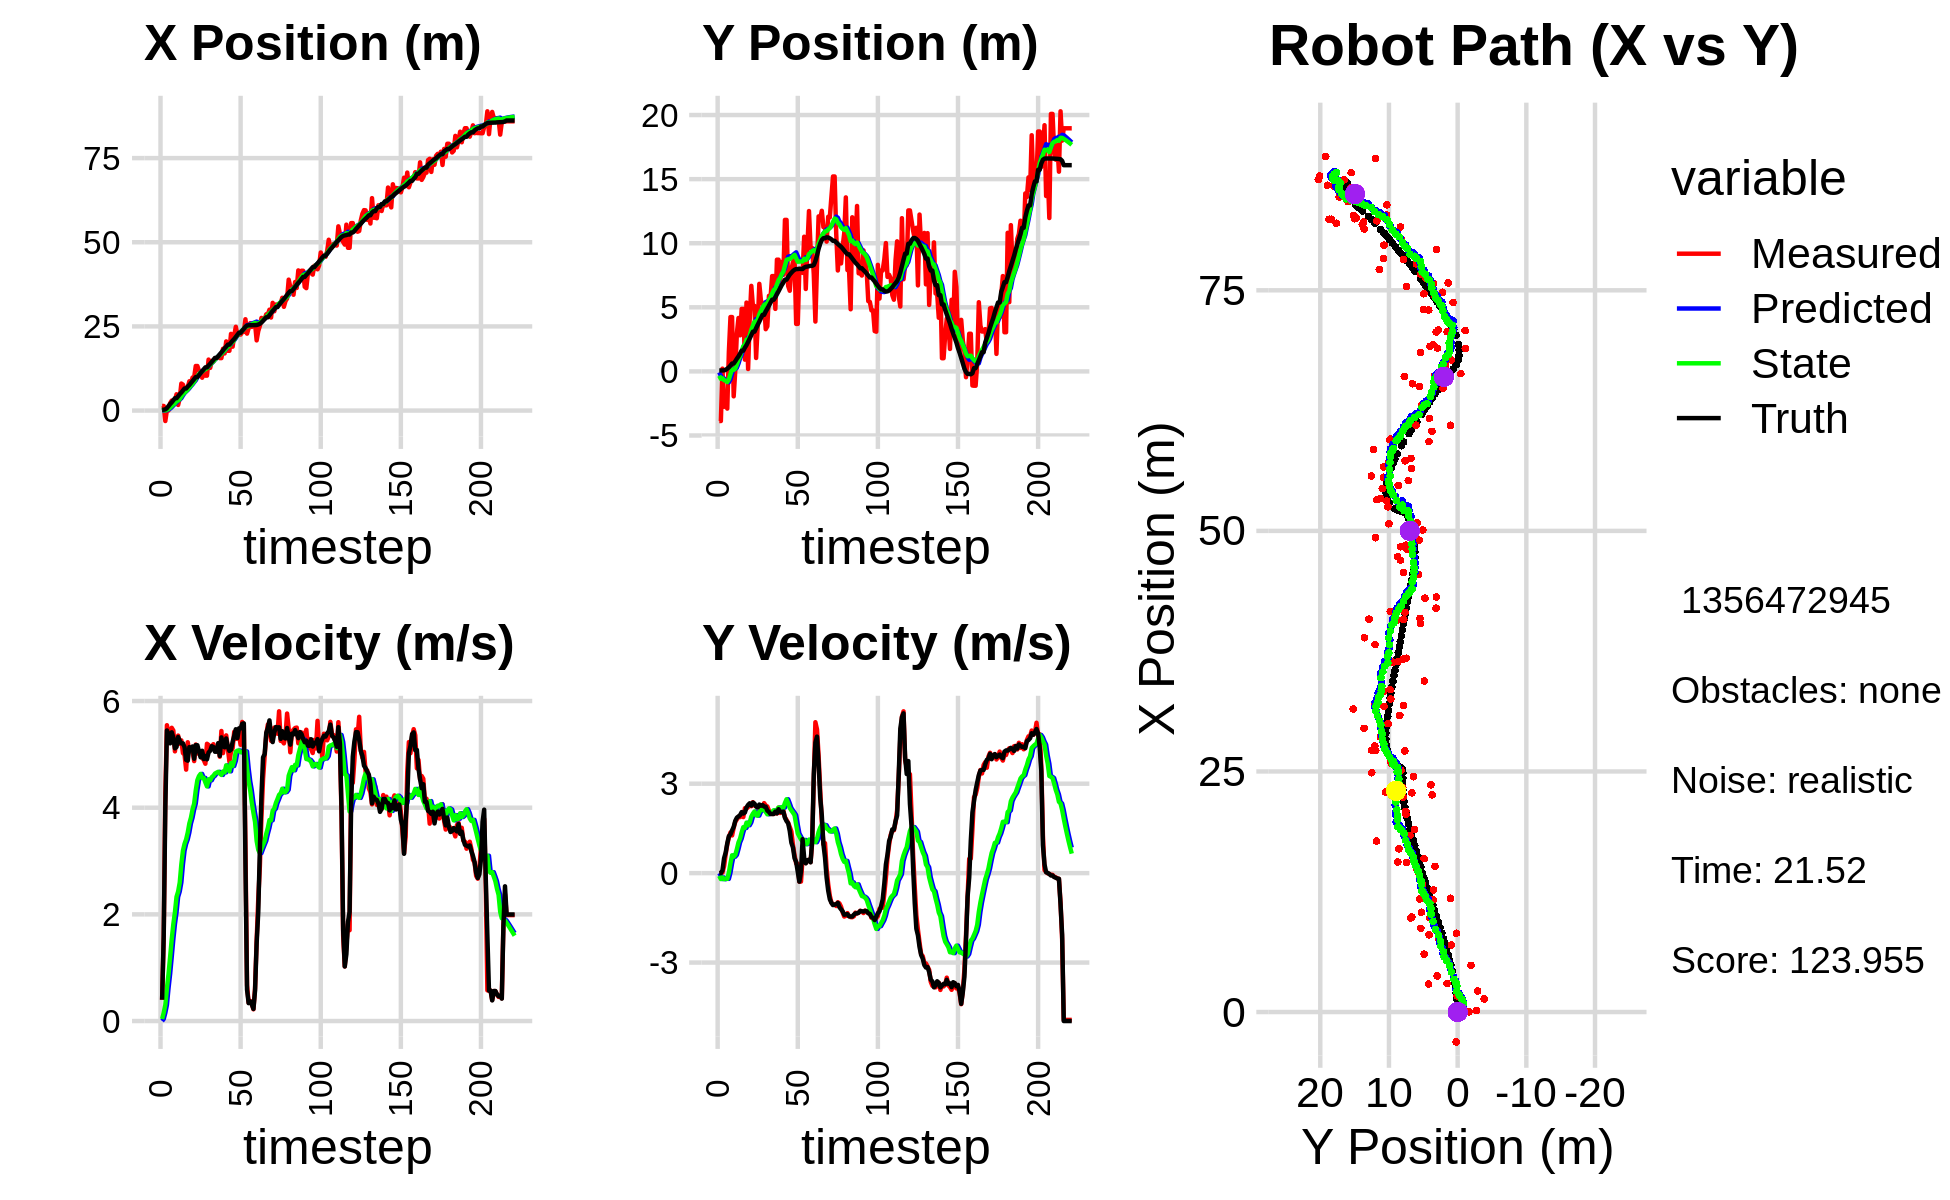 X Position (m)
75
50
25
0
0 50 100 150 200
timestep
Y Position (m)
20
15
10
5
0
-5
0 50 100 150 200
timestep
X Velocity (m/s)
6
4
2
0
0 50 100 150 200
timestep
Y Velocity (m/s)
3
0
-3
0 50 100 150 200
timestep
Robot Path (X vs Y)
X Position (m)
75
50
25
0
20 10 0 -10 -20
Y Position (m)
variable
Measured
Predicted
State
Truth
1356472945
Obstacles: none
Noise: realistic
Time: 21.52
Score: 123.955